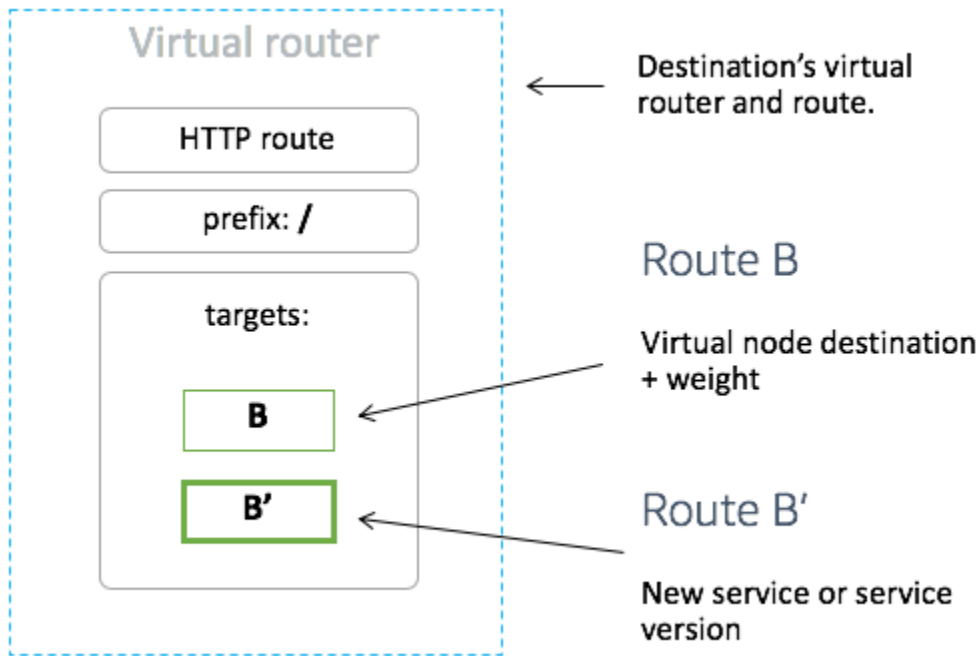 Virtual router
HTTP route
prefix: /
targets:
B
B’
Destination’s virtual
router and route.
Route B
Virtual node destination
+ weight
Route B’
New service or service
version